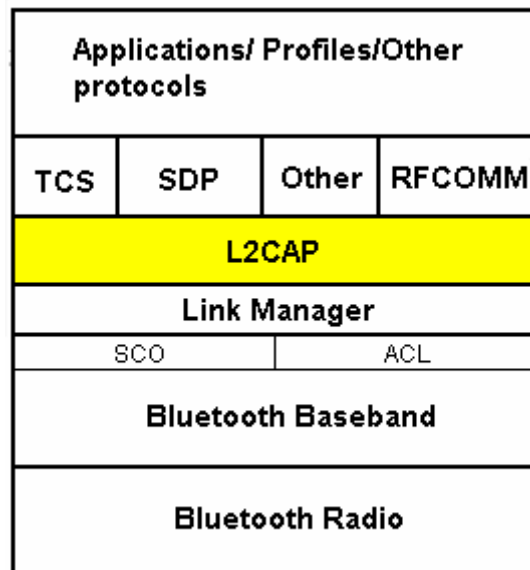 Applications/ Profiles/Other
protocols
TCS SDP Other RFCOMM
L2CAP
Link Manager
SCO ACL
Bluetooth Baseband
Bluetooth Radio